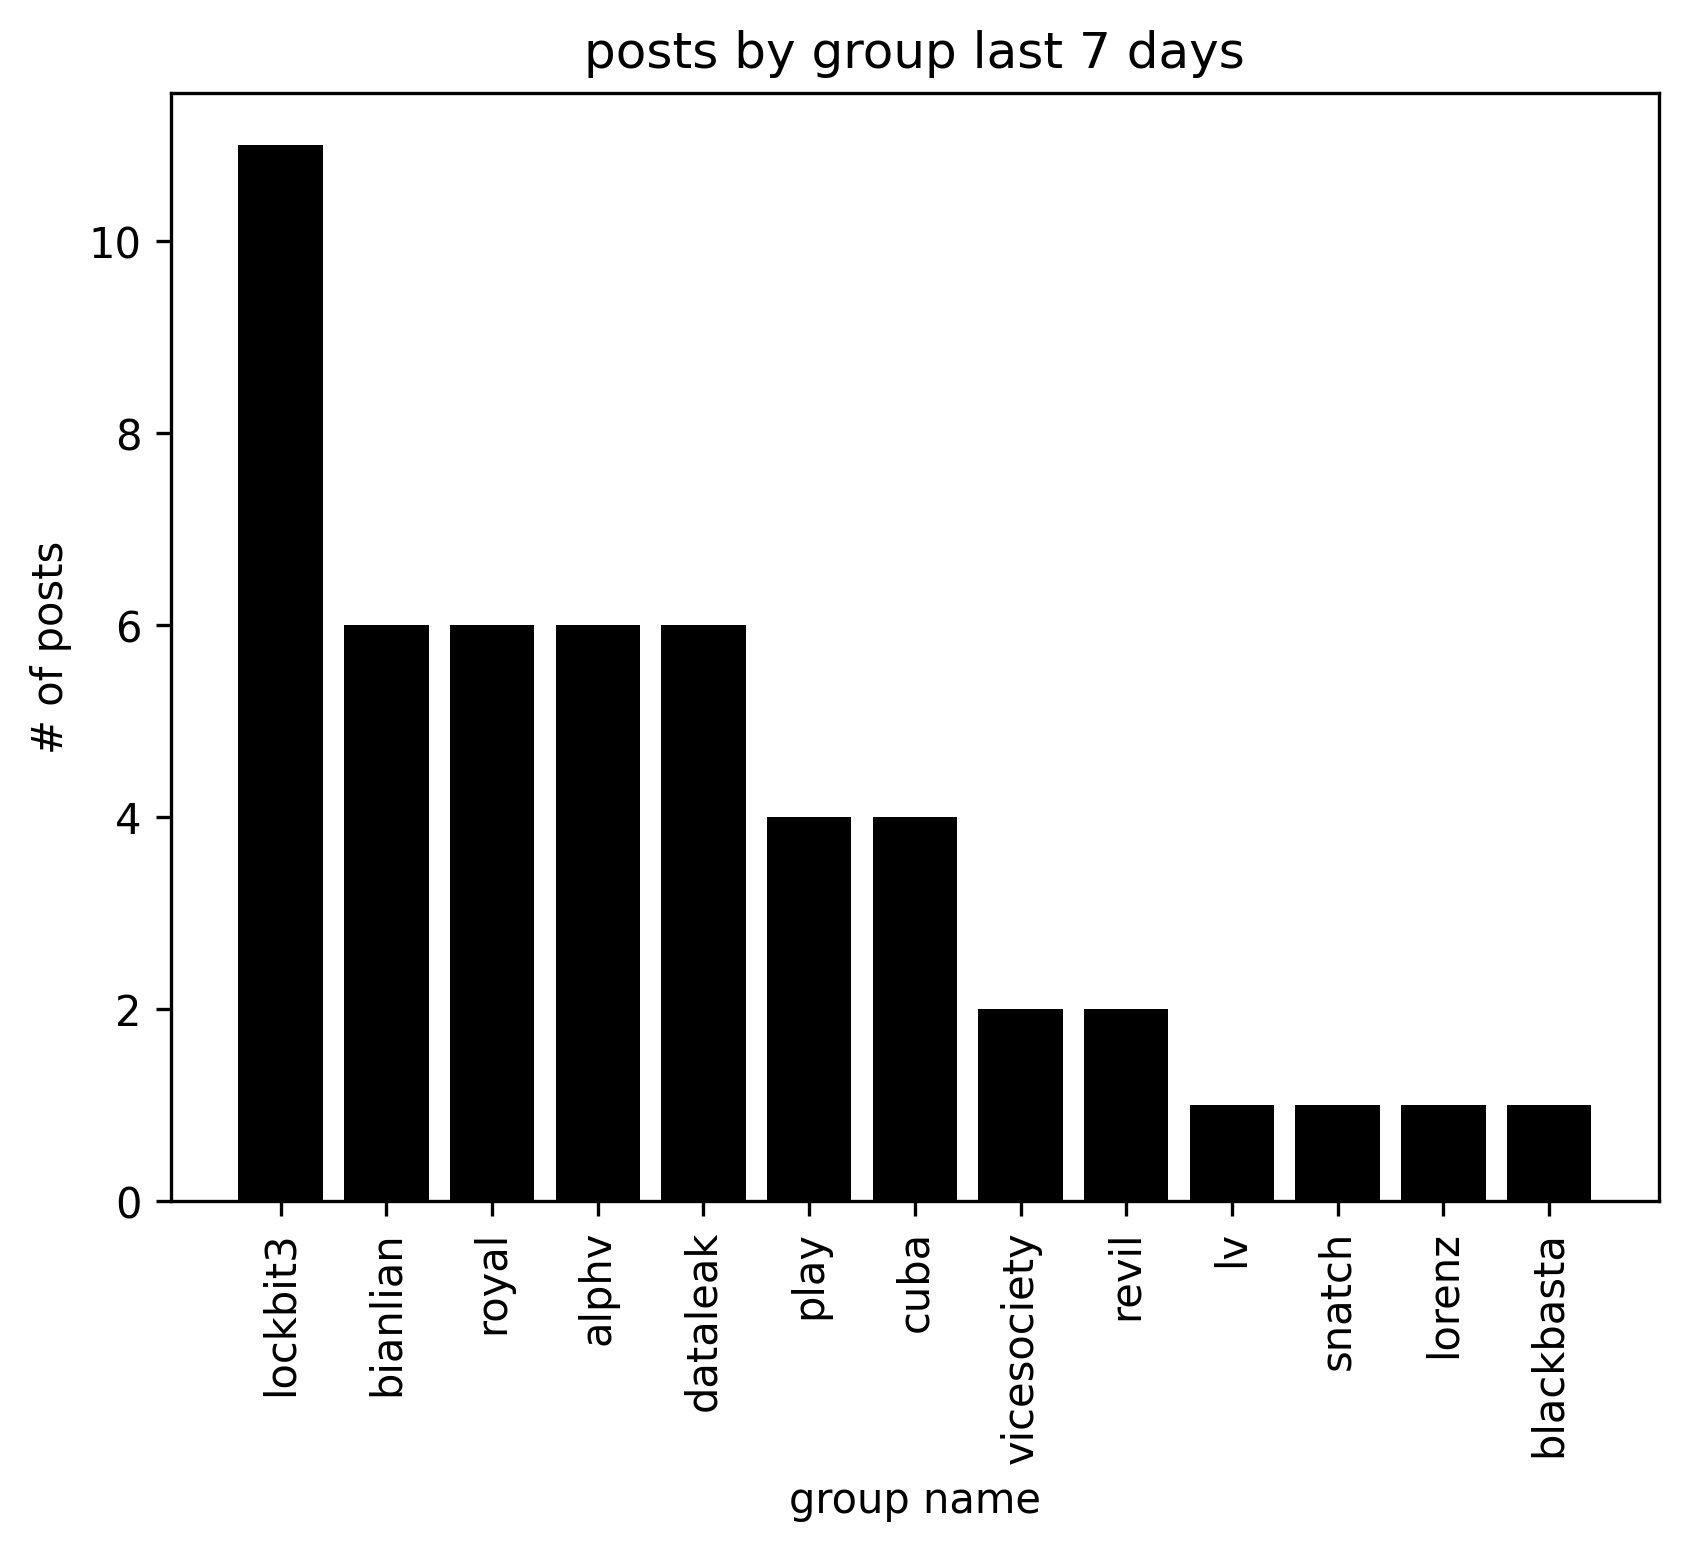 posts by group last 7 days
# of posts
10
8
6
4
2
0
lockbit3
bianlian
royal
alphv
dataleak
play
cuba
vicesociety
revil
lv
snatch
lorenz
blackbasta
group name